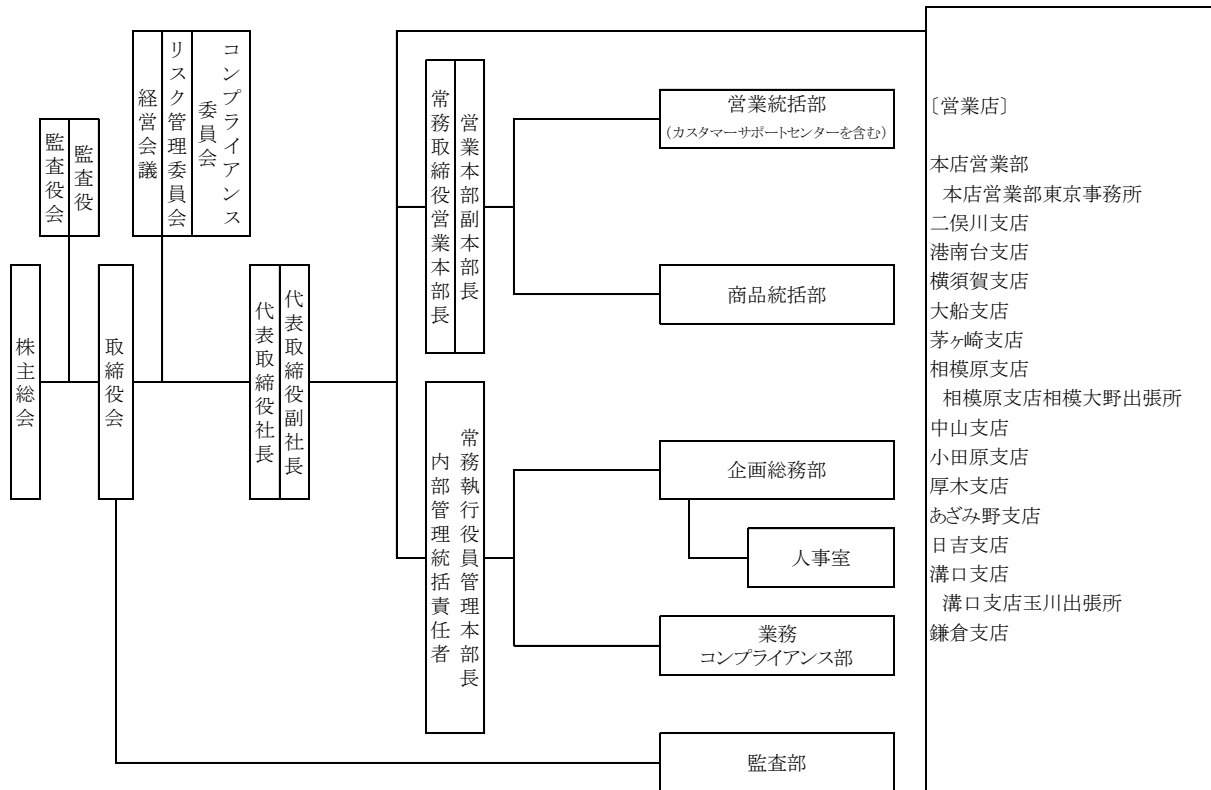 株主総会
監査役会
監査役
取締役会
経営会議
リスク管理委員会
コンプライアンス
委員会
代表取締役社長
代表取締役副社長
常務取締役営業本部長
営業本部副本部長
内部管理統括責任者
常務執行役員管理本部長
営業統括部
(カスタマーサポートセンターを含む)
商品統括部
企画総務部
人事室
業務
コンプライアンス部
監査部
〔営業店〕
本店営業部
本店営業部東京事務所
二俣川支店
港南台支店
横須賀支店
大船支店
茅ヶ崎支店
相模原支店
相模原支店相模大野出張所
中山支店
小田原支店
厚木支店
あざみ野支店
日吉支店
溝口支店
溝口支店玉川出張所
鎌倉支店